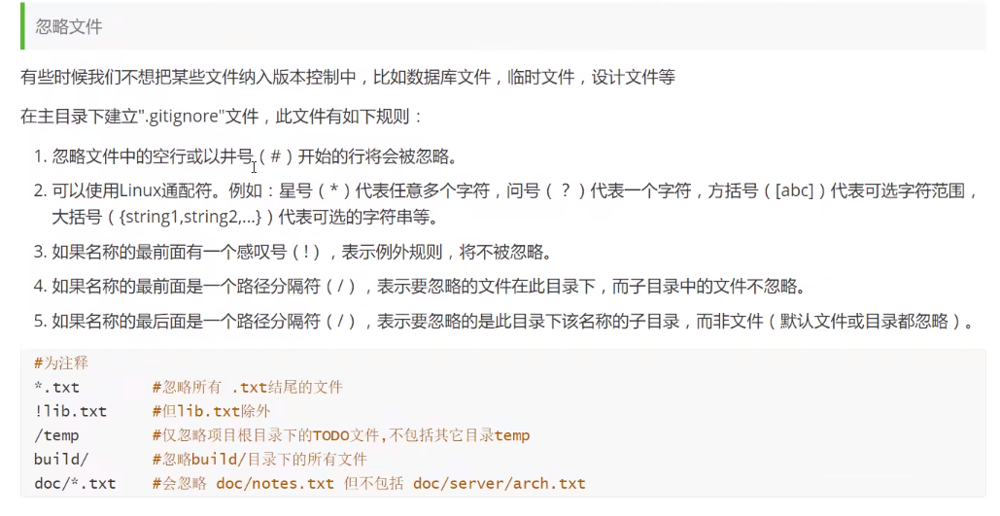 忽略文件
有些时候我们不想把某些文件纳入版本控制中，比如数据库文件，临时文件，设计文件等
在主目录下建立".gitignore"文件，此文件有如下规则：
1. 忽略文件中的空行或以井号（#）开始的行将会被忽略。
2. 可以使用Linux通配符。例如：星号（*）代表任意多个字符，问号（？）代表一个字符，方括号（[abc]）代表可选字符范围，
大括号（{string1,string2,...}）代表可选的字符串等。
3. 如果名称的最前面有一个感叹号（!），表示例外规则，将不被忽略。
4. 如果名称的最前面是一个路径分隔符（/），表示要忽略的文件在此目录下，而子目录中的文件不忽略。
5. 如果名称的最后面是一个路径分隔符（/），表示要忽略的是此目录下该名称的子目录，而非文件（默认文件或目录都忽略）。
#为注释
*.txt #忽略所有 .txt结尾的文件
!lib.txt #但lib.txt除外
/temp #仅忽略项目根目录下的TODO文件,不包括其它目录temp
build/ #忽略build/目录下的所有文件
doc/*.txt #会忽略 doc/notes.txt 但不包括 doc/server/arch.txt